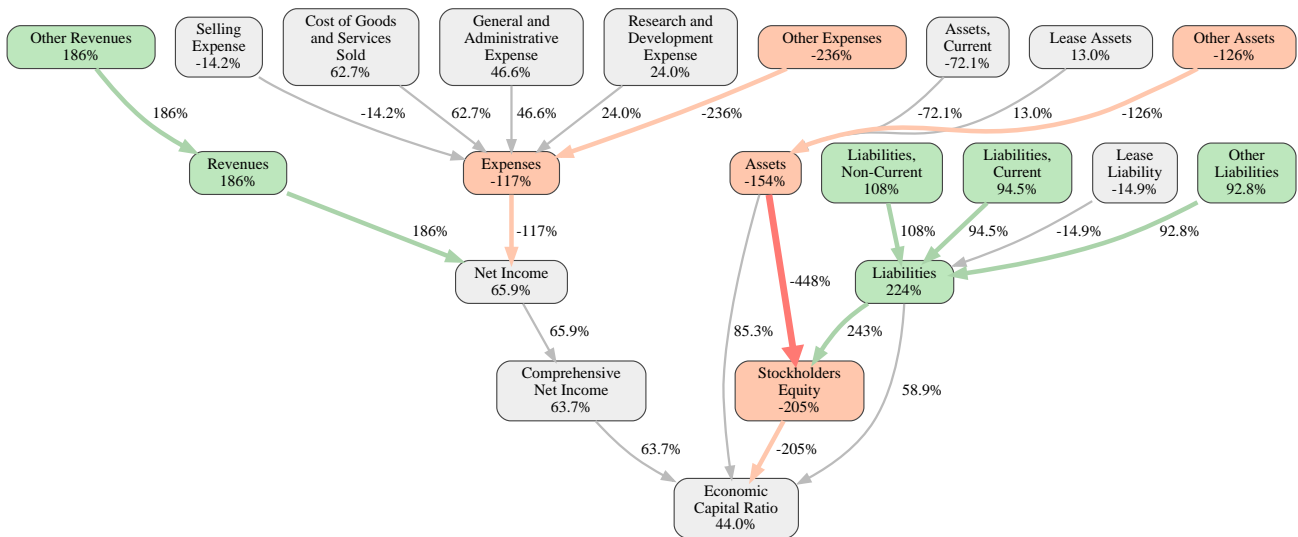 Other Revenues
186%
Selling
Expense
-14.2%
Cost of Goods
and Services
Sold
62.7%
General and
Administrative
Expense
46.6%
Research and
Development
Expense
24.0%
Other Expenses
-236%
Assets,
Current
-72.1%
Lease Assets
13.0%
Other Assets
-126%
186%
-14.2%
62.7%
46.6%
24.0%
-236%
-72.1%
13.0%
-126%
Revenues
186%
Expenses
-117%
Assets
-154%
Liabilities,
Non-Current
108%
Liabilities,
Current
94.5%
Lease
Liability
-14.9%
Other
Liabilities
92.8%
186%
-117%
108%
94.5%
-14.9%
92.8%
Net Income
65.9%
-448%
Liabilities
224%
65.9%
85.3%
243%
Comprehensive
Net Income
63.7%
Stockholders
Equity
-205%
58.9%
63.7%
-205%
Economic
Capital Ratio
44.0%